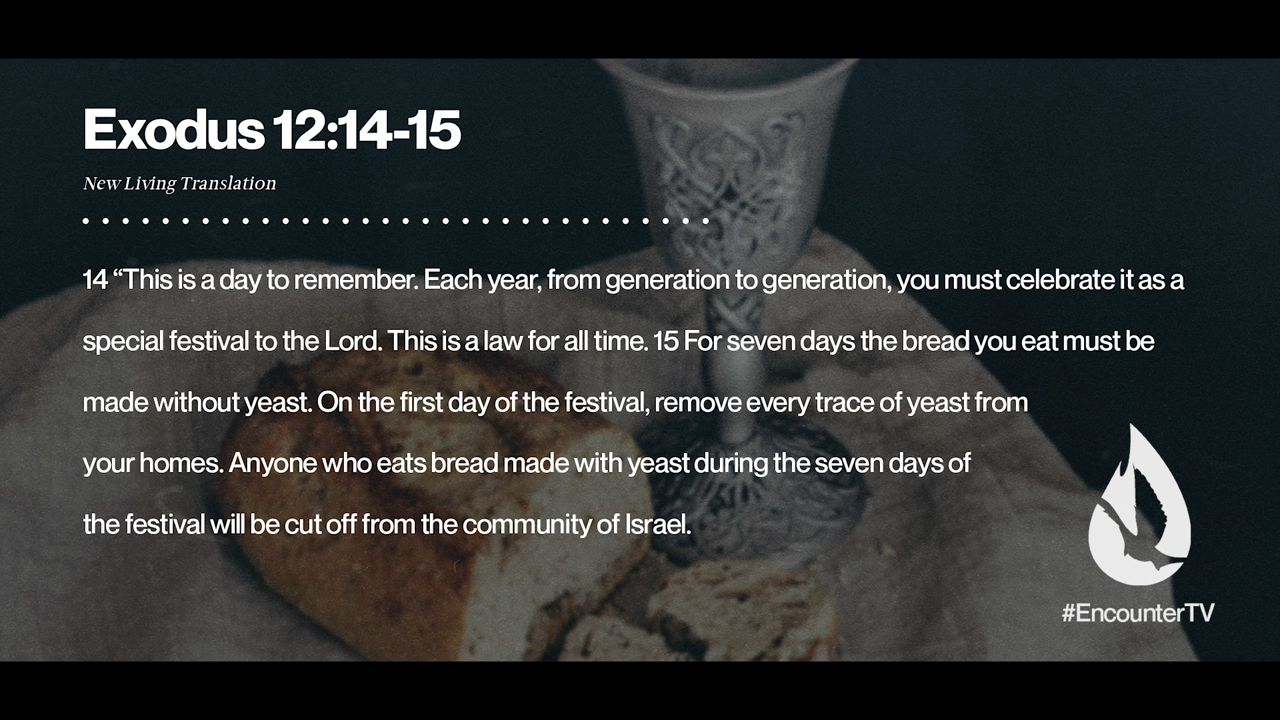 Exodus 12:14-15
New Living Translation
14 “This is a day to remember. Each year, from generation to generation, you must celebrate it as a
special festival to the Lord. This is a law for all time. 15 For seven days the bread you eat must be
made without yeast. On the first day of the festival, remove every trace of yeast from
your homes. Anyone who eats bread made with yeast during the seven days of
the festival will be cut off from the community of Israel.
#EncounterTV